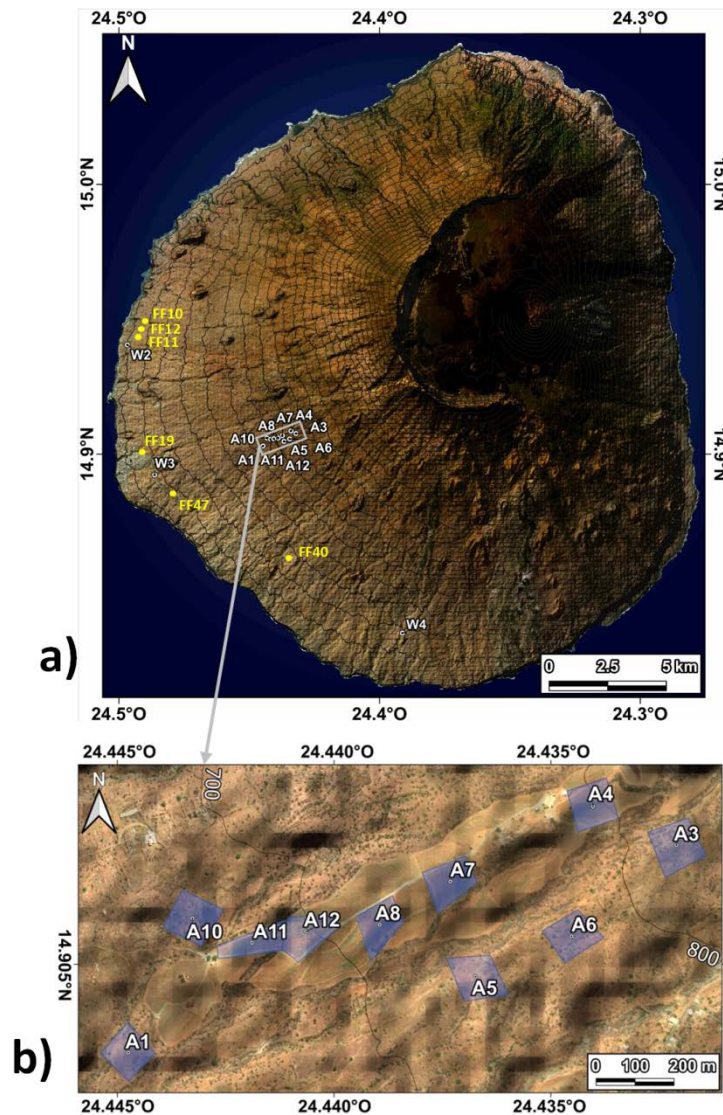 24.5°O 24.4°O 24.3°O
N
15.0°N 15.0°N
FF10
FF12
FF11
W2
A7 A4
A8 A3
A10
FF19 A5 A6
14.9°N 14.9°N
A1 A11 A12
W3
FF47
FF40
W4
a)
0 2.5 5 km
24.5°O 24.4°O 24.3°O
24.445°O 24.440°O 24.435°O
N
700
A4
A3
A7
A10 A12 A8 A6
A11
800
14.905°N
A5
A1
b)
0 100 200 m
24.445°O 24.440°O 24.435°O